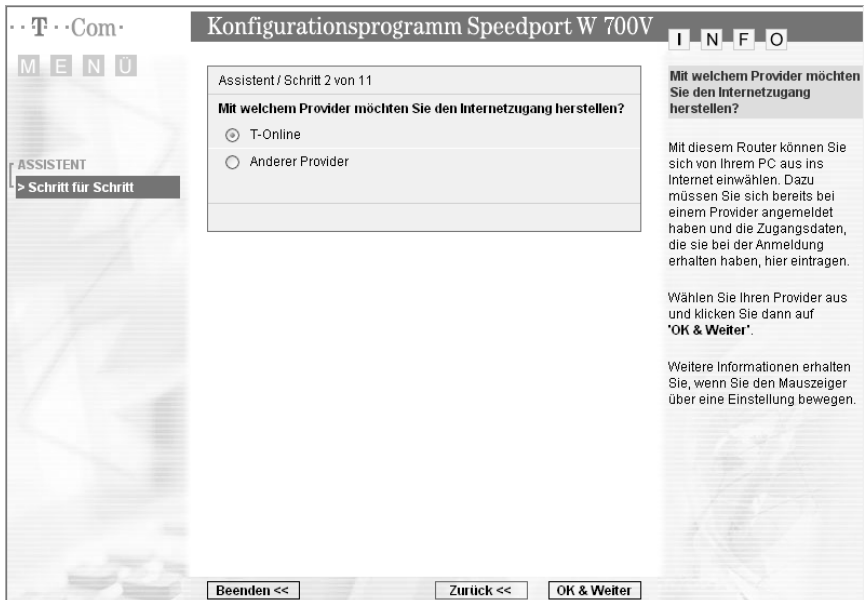 · · T · · Com ·
Konfigurationsprogramm Speedport W 700V
I N F O
M E N Ü
ASSISTENT
> Schritt für Schritt
Assistent / Schritt 2 von 11
Mit welchem Provider möchten Sie den Internetzugang herstellen?
T-Online
Anderer Provider
Mit welchem Provider möchten
Sie den Internetzugang
herstellen?
Mit diesem Router können Sie
sich von Ihrem PC aus ins
Internet einwählen. Dazu
müssen Sie sich bereits bei
einem Provider angemeldet
haben und die Zugangsdaten,
die sie bei der Anmeldung
erhalten haben, hier eintragen.
Wählen Sie Ihren Provider aus
und klicken Sie dann auf
'OK & Weiter'.
Weitere Informationen erhalten
Sie, wenn Sie den Mauszeiger
über eine Einstellung bewegen.
Beenden <<
Zurück <<
OK & Weiter